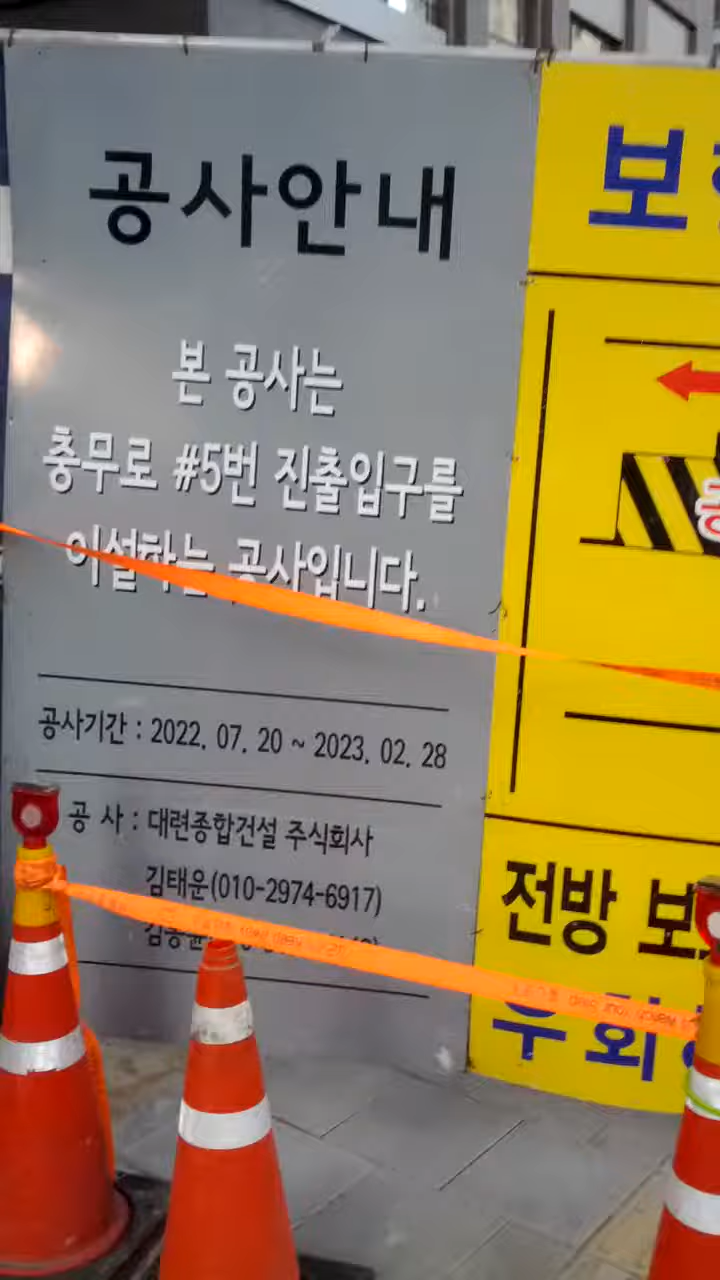 공사안내
본 공사는
충무로 #5번 진출입구를
이설하는 공사입니다.
공사기간 : 2022. 07. 20 ~ 2023. 02. 28
공 사 : 대련종합건설 주식회사
김태운(010-2974-6917)
전방
우회